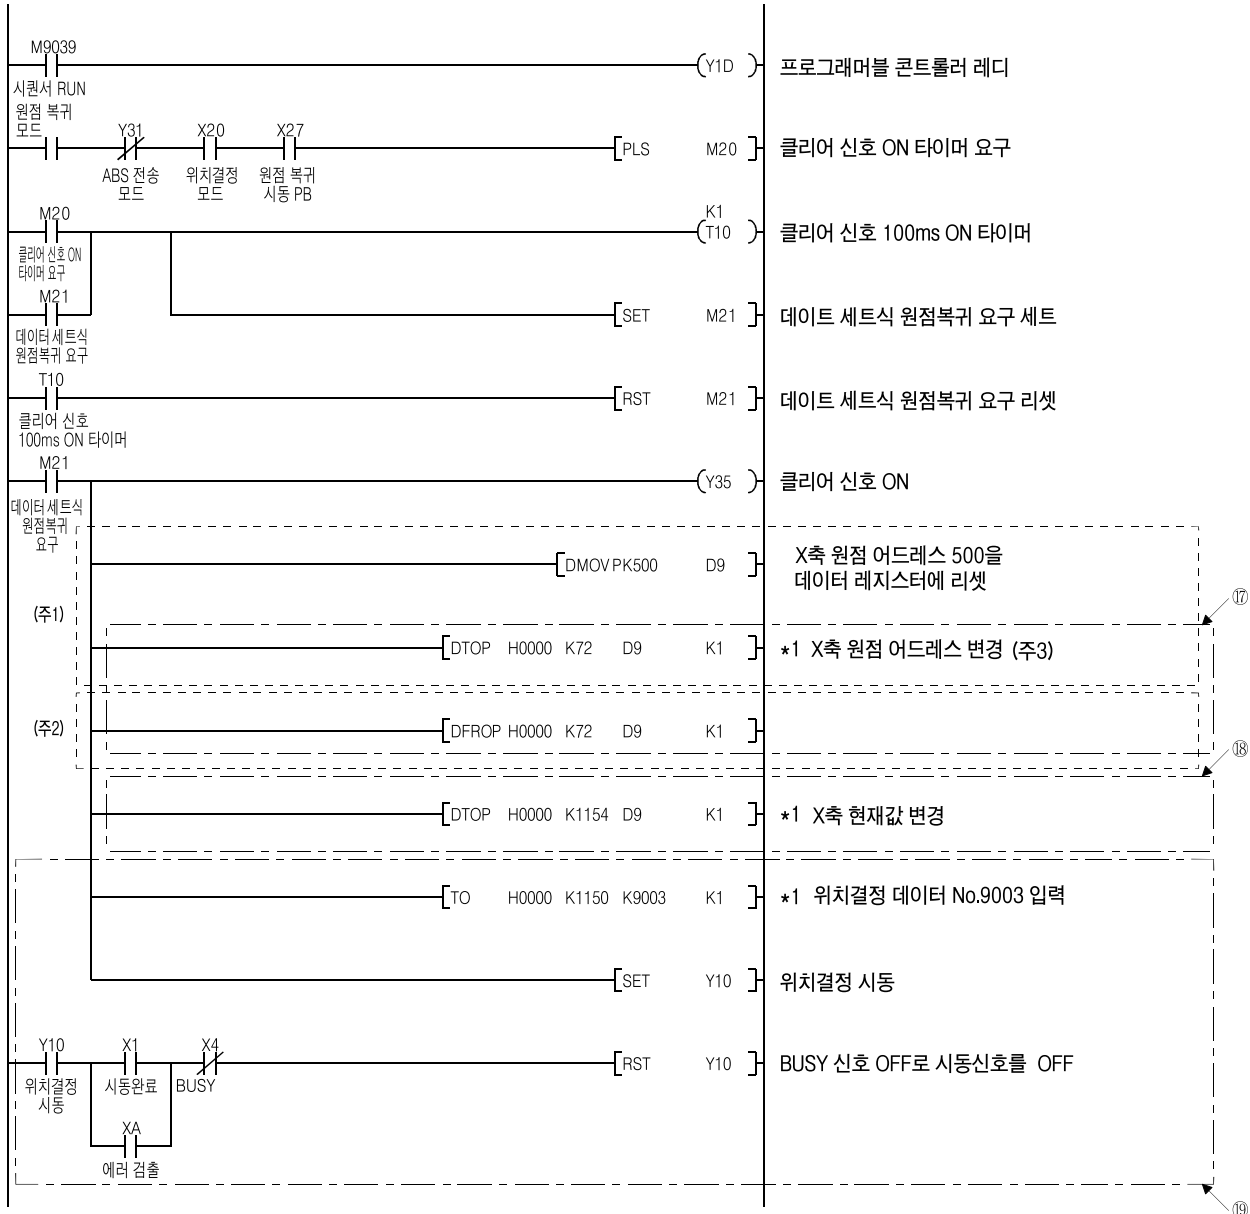 M9039
Y1D 프로그래머블 콘트롤러 레디
시퀀서 RUN
원점 복귀
모드
Y31 X20 X27
PLS M20 클리어 신호 ON 타이머 요구
ABS 전송
모드
위치결정
모드
원점 복귀
시동 PB
M20
K1
T10 클리어 신호 100ms ON 타이머
클리어 신호 ON
타이머 요구
M21
SET M21 데이트 세트식 원점복귀 요구 세트
데이터 세트식
원점복귀 요구
T10
RST M21 데이트 세트식 원점복귀 요구 리셋
클리어 신호
100ms ON 타이머
M21
Y35 클리어 신호 ON
데이터 세트식
원점복귀
요구
DMOVPK500 D9
X축 원점 어드레스 500을
데이터 레지스터에 리셋
⑰
(주1)
DTOP H0000 K72 D9 K1 *1 X축 원점 어드레스 변경 (주3)
(주2)
DFROP H0000 K72 D9 K1
⑱
DTOP H0000 K1154 D9 K1 *1 X축 현재값 변경
TO H0000 K1150 K9003 K1 *1 위치결정 데이터 No.9003 입력
SET Y10 위치결정 시동
Y10 X1 X4
RST Y10 BUSY 신호 OFF로 시동신호를 OFF
위치결정
시동
시동완료
BUSY
XA
에러 검출
⑲